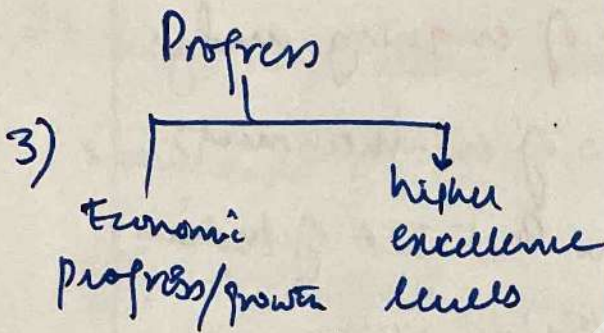 Progress
3)
Economic
progress/growth
higher
excellence
levels